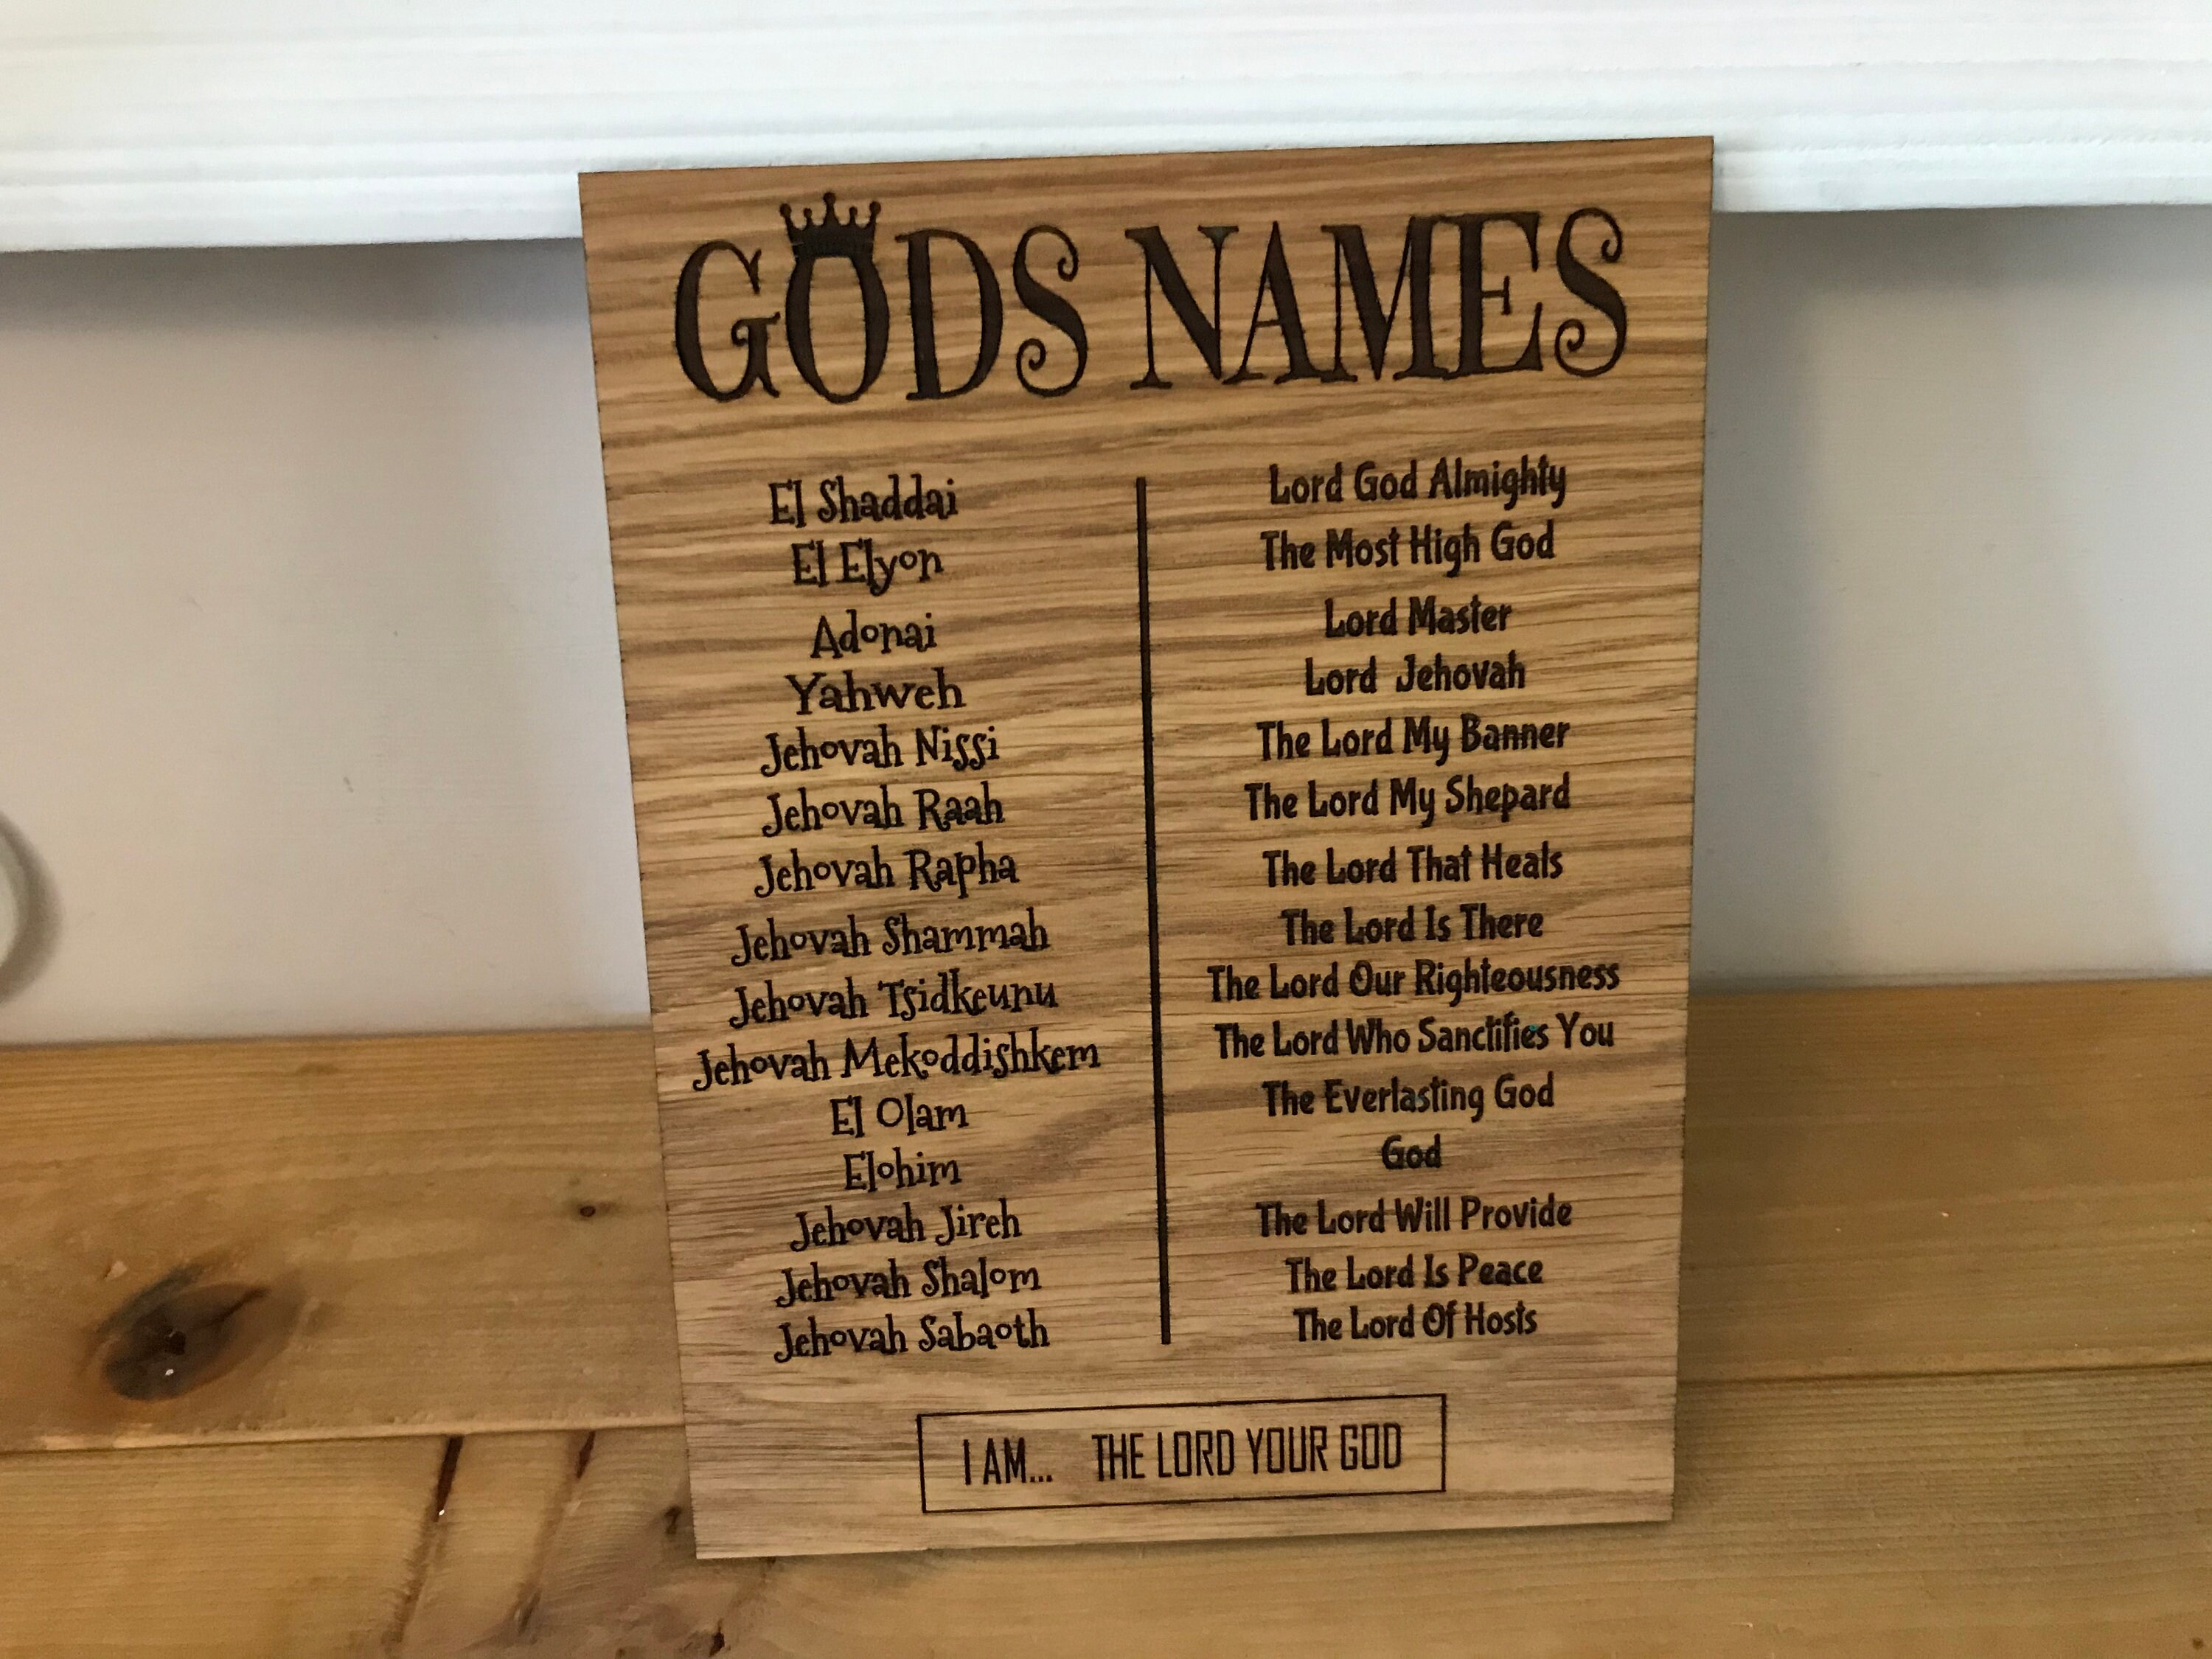 GODS NAMES
El Shaddai
El Elyon
Adonai
Yahweh
Jehovah Nissi
Jehovah Raah
Jehovah Rapha
Jehovah Shammah
Jehovah Tsidkeunu
Jehovah Mekoddishkem
El Olam
Elohim
Jehovah Jireh
Jehovah Shalom
Jehovah Sabaoth
Lord God Almighty
The Most High God
Lord Master
Lord Jehovah
The Lord My Banner
The Lord My Shepard
The Lord That Heals
The Lord Is There
The Lord Our Righteousness
The Lord Who Sanctifies You
The Everlasting God
God
The Lord Will Provide
The Lord Is Peace
The Lord Of Hosts
I AM... THE LORD YOUR GOD